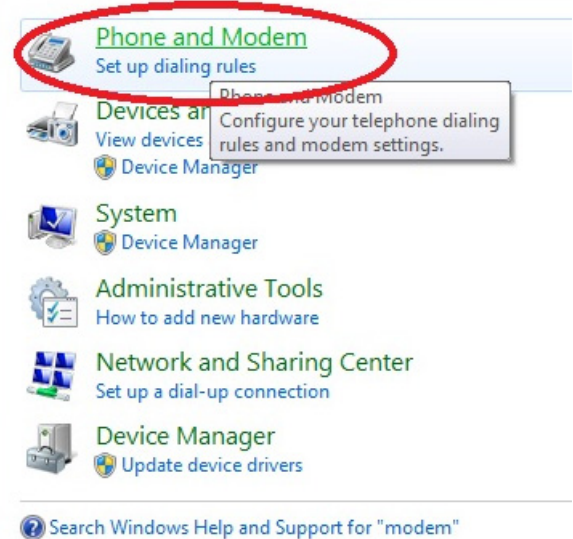 Phone and Modem
Set up dialing rules
Phone and Modem
Configure your telephone dialing
rules and modem settings.
Devices an
View devices
Device Manager
System
Device Manager
Administrative Tools
How to add new hardware
Network and Sharing Center
Set up a dial-up connection
Device Manager
Update device drivers
Search Windows Help and Support for "modem"